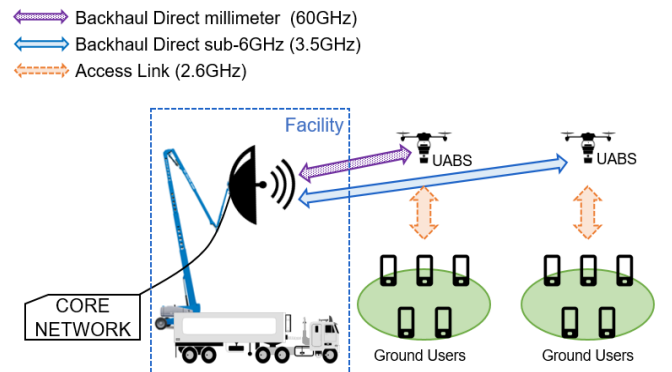 Backhaul Direct millimeter (60GHz)
Backhaul Direct sub-6GHz (3.5GHz)
Access Link (2.6GHz)
Facility
UABS
UABS
CORE
NETWORK
Ground Users
Ground Users